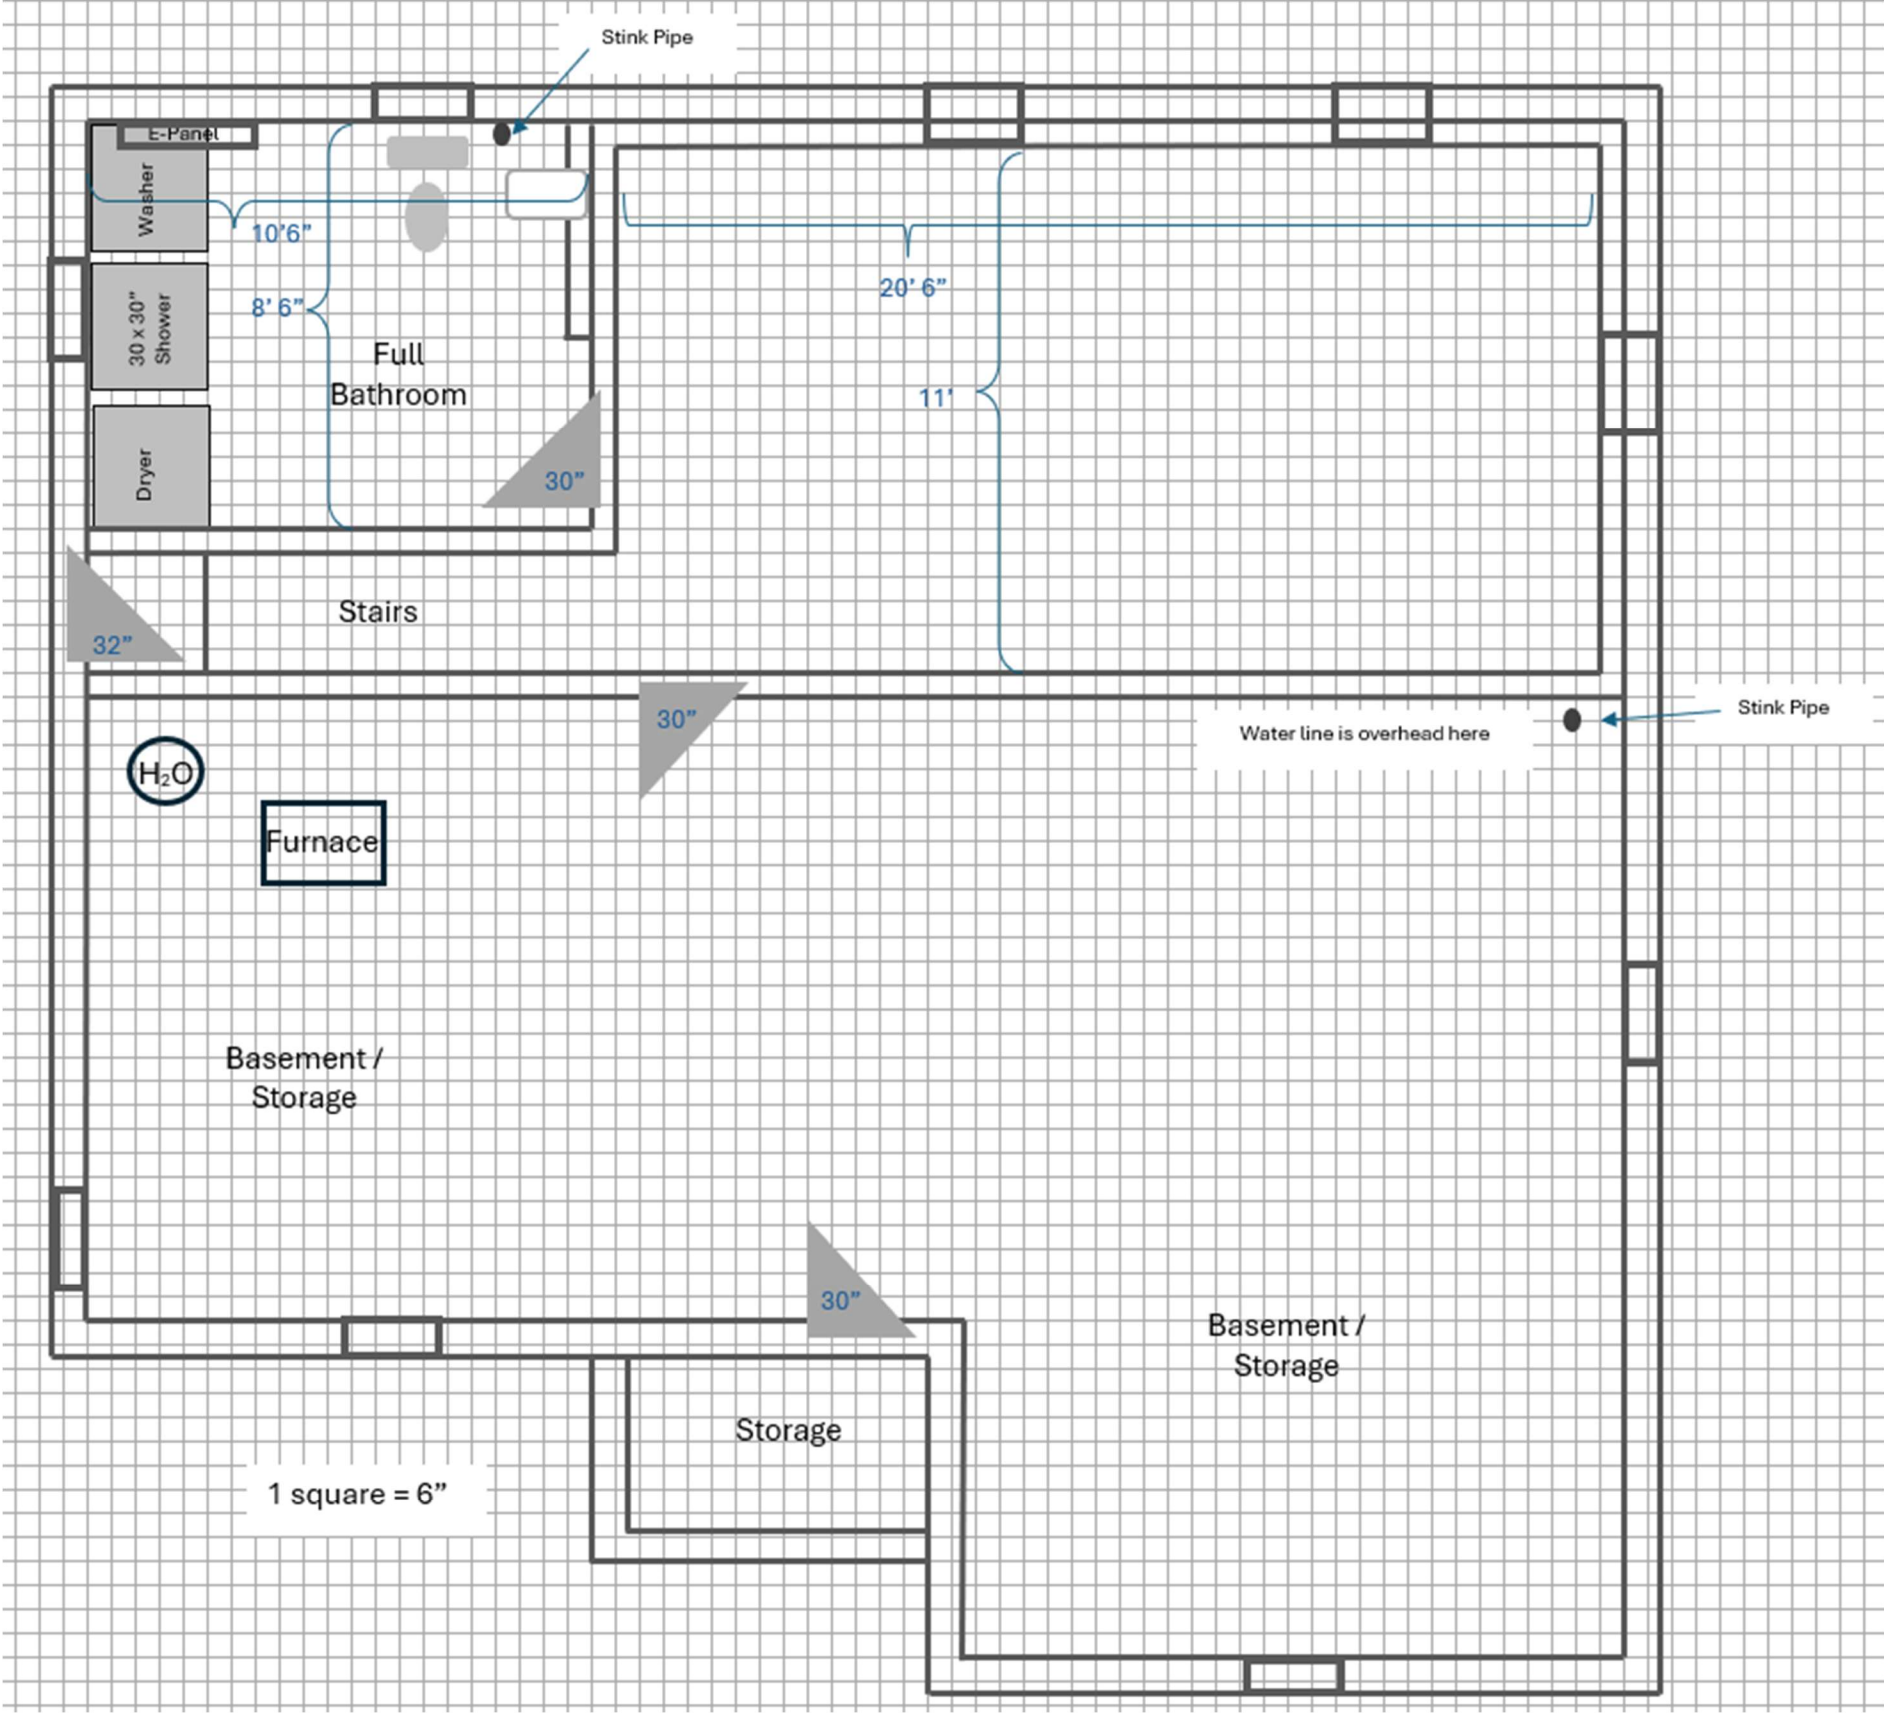 Stink Pipe
E-Panel
Washer
10’6”
20’ 6”
8’ 6”
30 x 30”
Shower
Full
Bathroom
11’
Dryer
30”
Stairs
32”
30”
Stink Pipe
Water line is overhead here
H₂O
Furnace
Basement /
Storage
30”
Basement /
Storage
Storage
1 square = 6”